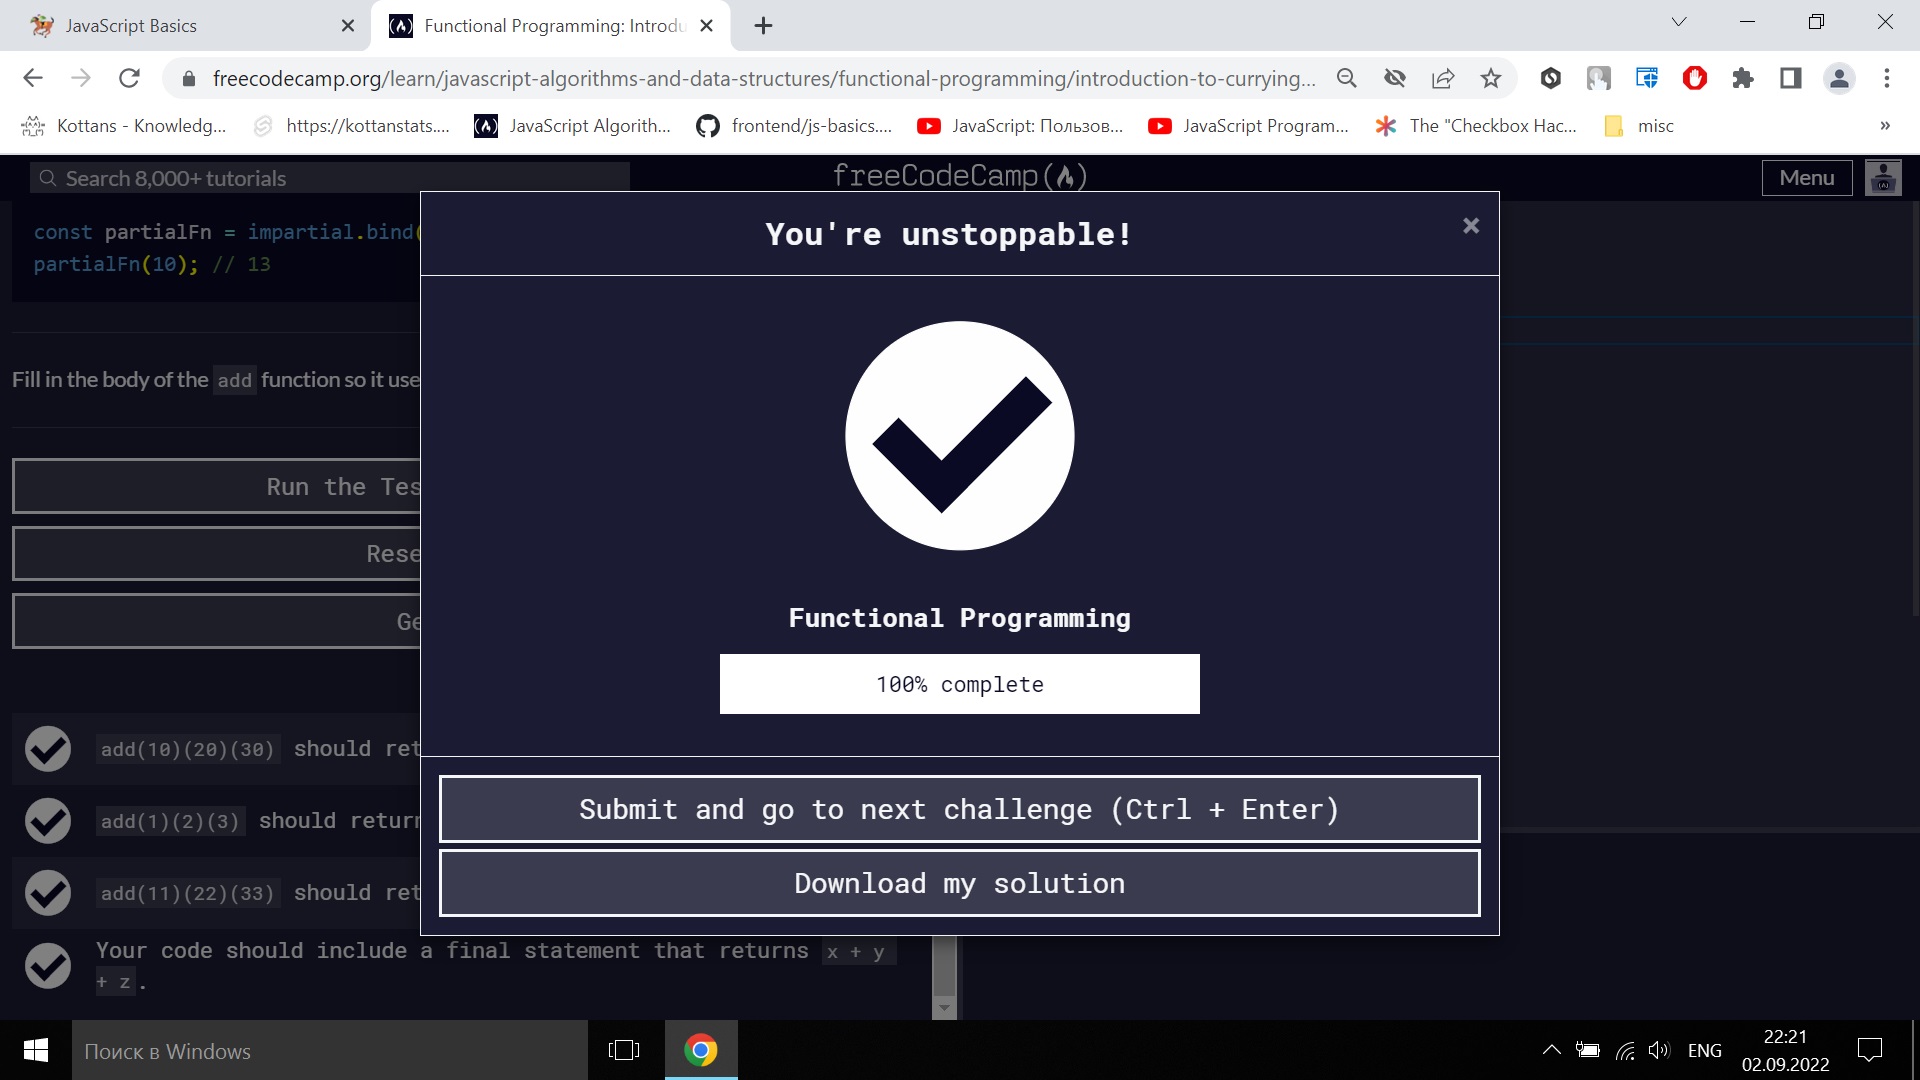 JavaScript Basics
Functional Programming: Introdu
freecodecamp.org/learn/javascript-algorithms-and-data-structures/functional-programming/introduction-to-currying...
Kottans - Knowledg...
https://kottanstats....
JavaScript Algorith...
frontend/js-basics....
JavaScript: Пользов...
JavaScript Program...
The "Checkbox Hac...
misc
»
Search 8,000+ tutorials
freeCodeCamp
Menu
const partialFn = impartial.bind(
partialFn(10); // 13
Fill in the body of the add function so it use
Run the Tes
Rese
Ge
add(10)(20)(30) should ret
add(1)(2)(3) should return
add(11)(22)(33) should ret
Your code should include a final statement that returns x + y
+ z.
You're unstoppable!
Functional Programming
100% complete
Submit and go to next challenge (Ctrl + Enter)
Download my solution
Поиск в Windows
ENG
22:21
02.09.2022